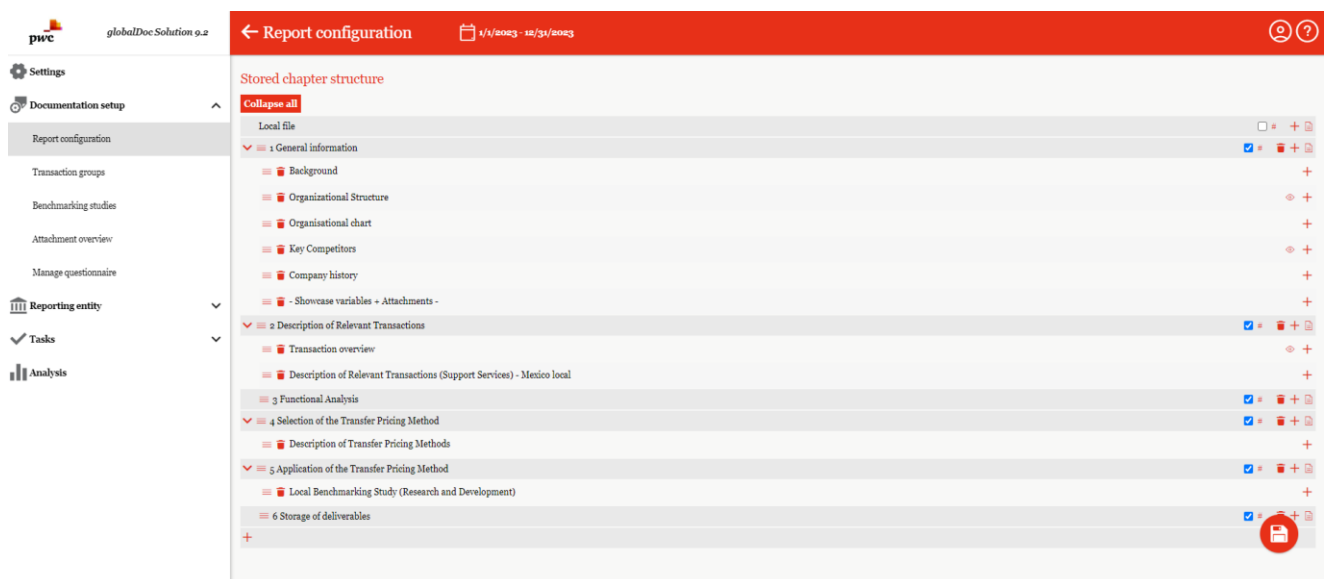 pwc
globalDoc Solution 9.2
Report configuration
1/1/2023 - 12/31/2023
?
Settings
Documentation setup
Report configuration
Transaction groups
Benchmarking studies
Attachment overview
Manage questionnaire
Reporting entity
Tasks
Analysis
Stored chapter structure
Collapse all
Local file #
1 General information #
Background
Organizational Structure
Organisational chart
Key Competitors
Company history
- Showcase variables + Attachments -
2 Description of Relevant Transactions #
Transaction overview
Description of Relevant Transactions (Support Services) - Mexico local
3 Functional Analysis #
4 Selection of the Transfer Pricing Method #
Description of Transfer Pricing Methods
5 Application of the Transfer Pricing Method #
Local Benchmarking Study (Research and Development)
6 Storage of deliverables #